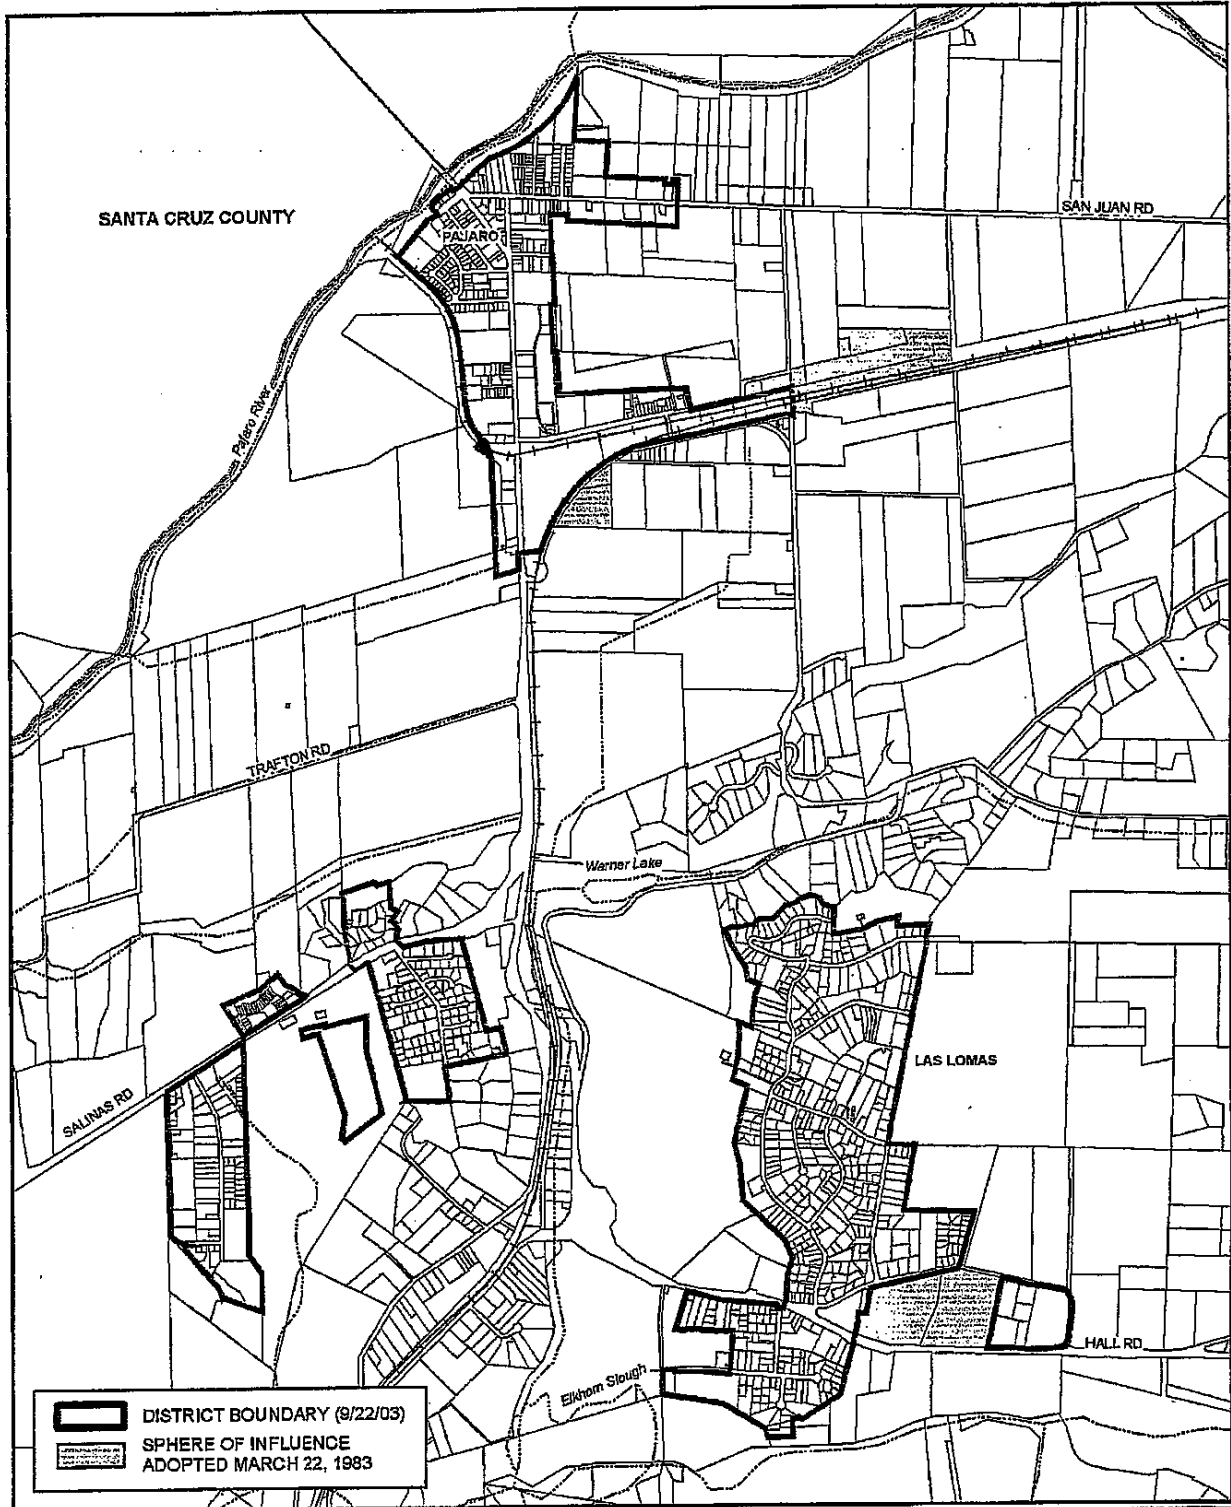 SANTA CRUZ COUNTY
SAN JUAN RD
PAJARO
Pajaro River
TRAFTON RD
Warner Lake
LAS LOMAS
SALINAS RD
HALL RD
Elkhorn Slough
DISTRICT BOUNDARY (9/22/03)
SPHERE OF INFLUENCE
ADOPTED MARCH 22, 1983